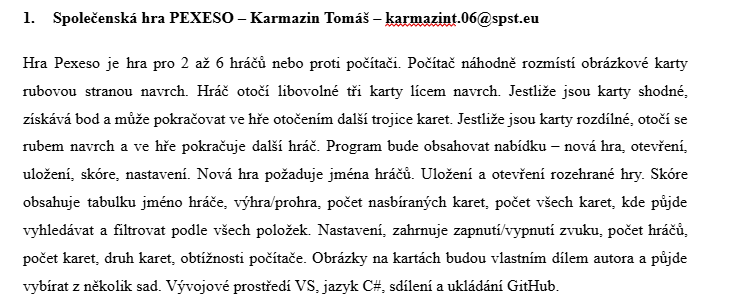 1. Společenská hra PEXESO – Karmazin Tomáš – karmazint.06@spst.eu
Hra Pexeso je hra pro 2 až 6 hráčů nebo proti počítači. Počítač náhodně rozmístí obrázkové karty
rubovou stranou navrch. Hráč otočí libovolné tři karty lícem navrch. Jestliže jsou karty shodné,
získává bod a může pokračovat ve hře otočením další trojice karet. Jestliže jsou karty rozdílné, otočí se
rubem navrch a ve hře pokračuje další hráč. Program bude obsahovat nabídku – nová hra, otevření,
uložení, skóre, nastavení. Nová hra požaduje jména hráčů. Uložení a otevření rozehrané hry. Skóre
obsahuje tabulku jméno hráče, výhra/prohra, počet nasbíraných karet, počet všech karet, kde půjde
vyhledávat a filtrovat podle všech položek. Nastavení, zahrnuje zapnutí/vypnutí zvuku, počet hráčů,
počet karet, druh karet, obtížnosti počítače. Obrázky na kartách budou vlastním dílem autora a půjde
vybírat z několik sad. Vývojové prostředí VS, jazyk C#, sdílení a ukládání GitHub.